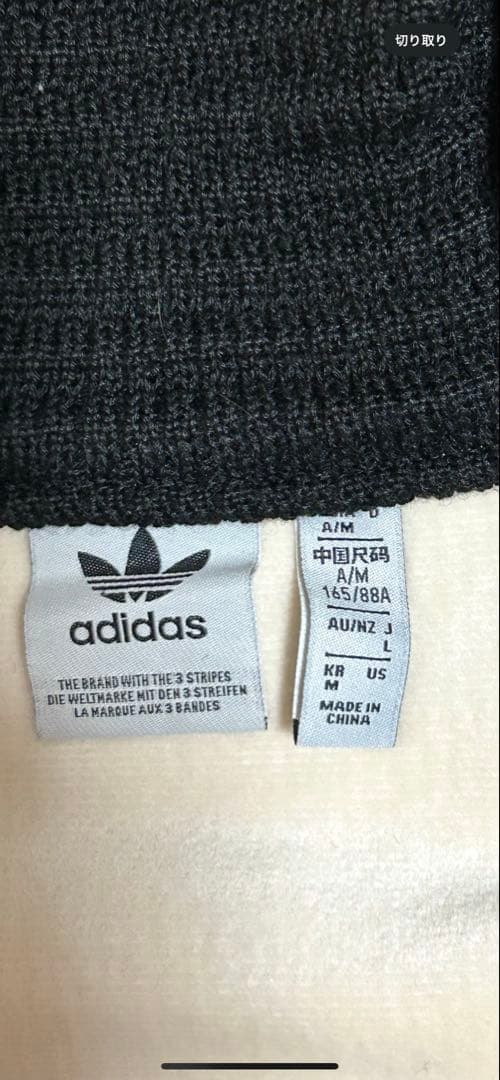 切り取り
adidas
THE BRAND WITH THE 3 STRIPES
DIE WELTMARKE MIT DEN 3 STREIFEN
LA MARQUE AUX 3 BANDES
A/M
中国尺码
A/M
165/88A
AU/NZ J
L
KR US
M
MADE IN
CHINA